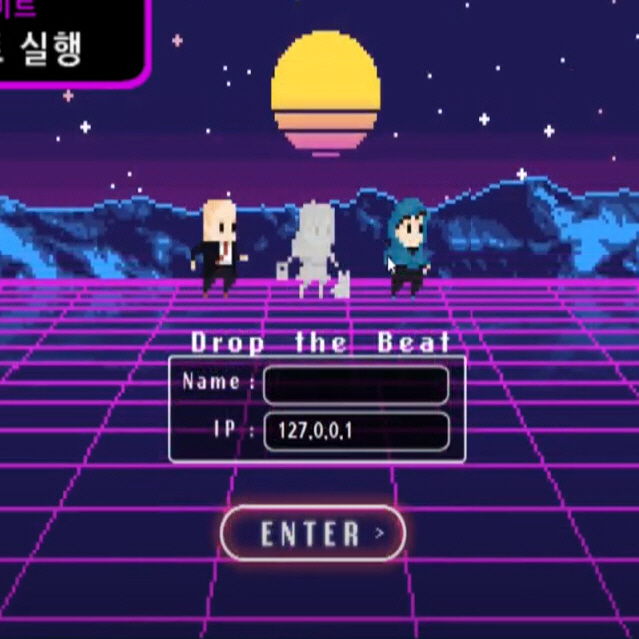 실행
Drop the Beat
Name :
IP : 127.0.0.1
ENTER >